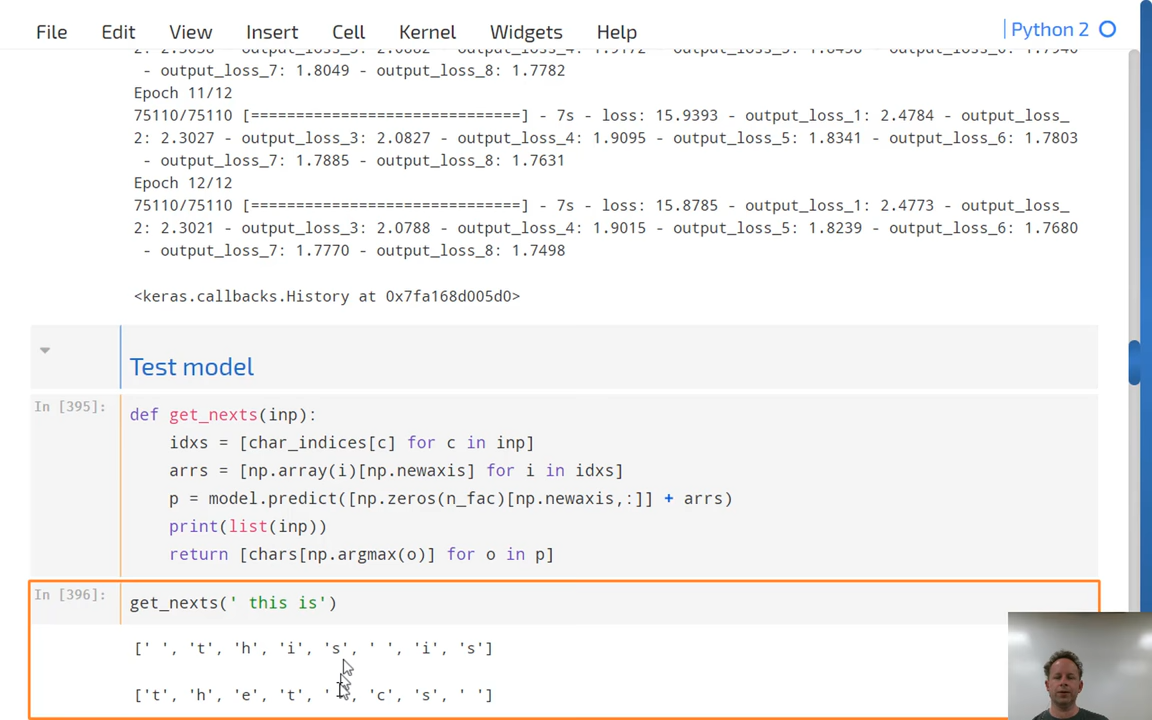 File Edit View Insert Cell Kernel Widgets Help Python 2
- output_loss_7: 1.8049 - output_loss_8: 1.7782
Epoch 11/12
75110/75110 [==============================] - 7s - loss: 15.9393 - output_loss_1: 2.4784 - output_loss_
2: 2.3027 - output_loss_3: 2.0827 - output_loss_4: 1.9095 - output_loss_5: 1.8341 - output_loss_6: 1.7803
- output_loss_7: 1.7885 - output_loss_8: 1.7631
Epoch 12/12
75110/75110 [==============================] - 7s - loss: 15.8785 - output_loss_1: 2.4773 - output_loss_
2: 2.3021 - output_loss_3: 2.0788 - output_loss_4: 1.9015 - output_loss_5: 1.8239 - output_loss_6: 1.7680
- output_loss_7: 1.7770 - output_loss_8: 1.7498
<keras.callbacks.History at 0x7fa168d005d0>
Test model
In [395]: def get_nexts(inp):
idxs = [char_indices[c] for c in inp]
arrs = [np.array(i)[np.newaxis] for i in idxs]
p = model.predict([np.zeros(n_fac)[np.newaxis,:]] + arrs)
print(list(inp))
return [chars[np.argmax(o)] for o in p]
In [396]: get_nexts(' this is')
[' ', 't', 'h', 'i', 's', ' ', 'i', 's']
['t', 'h', 'e', 't', 'c', 's', ' ']